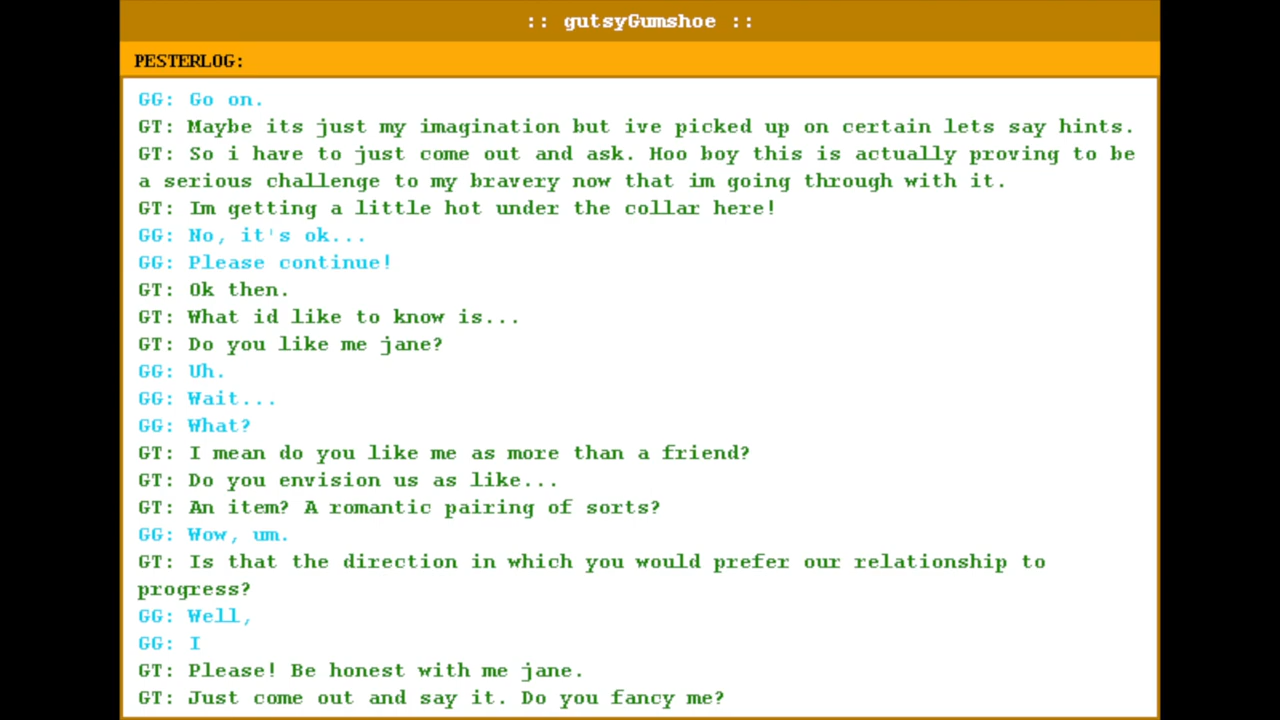 :: gutsyGumshoe ::
PESTERLOG:
GG: Go on.
GT: Maybe its just my imagination but ive picked up on certain lets say hints.
GT: So i have to just come out and ask. Hoo boy this is actually proving to be
a serious challenge to my bravery now that im going through with it.
GT: Im getting a little hot under the collar here!
GG: No, it's ok...
GG: Please continue!
GT: Ok then.
GT: What id like to know is...
GT: Do you like me jane?
GG: Uh.
GG: Wait...
GG: What?
GT: I mean do you like me as more than a friend?
GT: Do you envision us as like...
GT: An item? A romantic pairing of sorts?
GG: Wow, um.
GT: Is that the direction in which you would prefer our relationship to
progress?
GG: Well,
GG: I
GT: Please! Be honest with me jane.
GT: Just come out and say it. Do you fancy me?